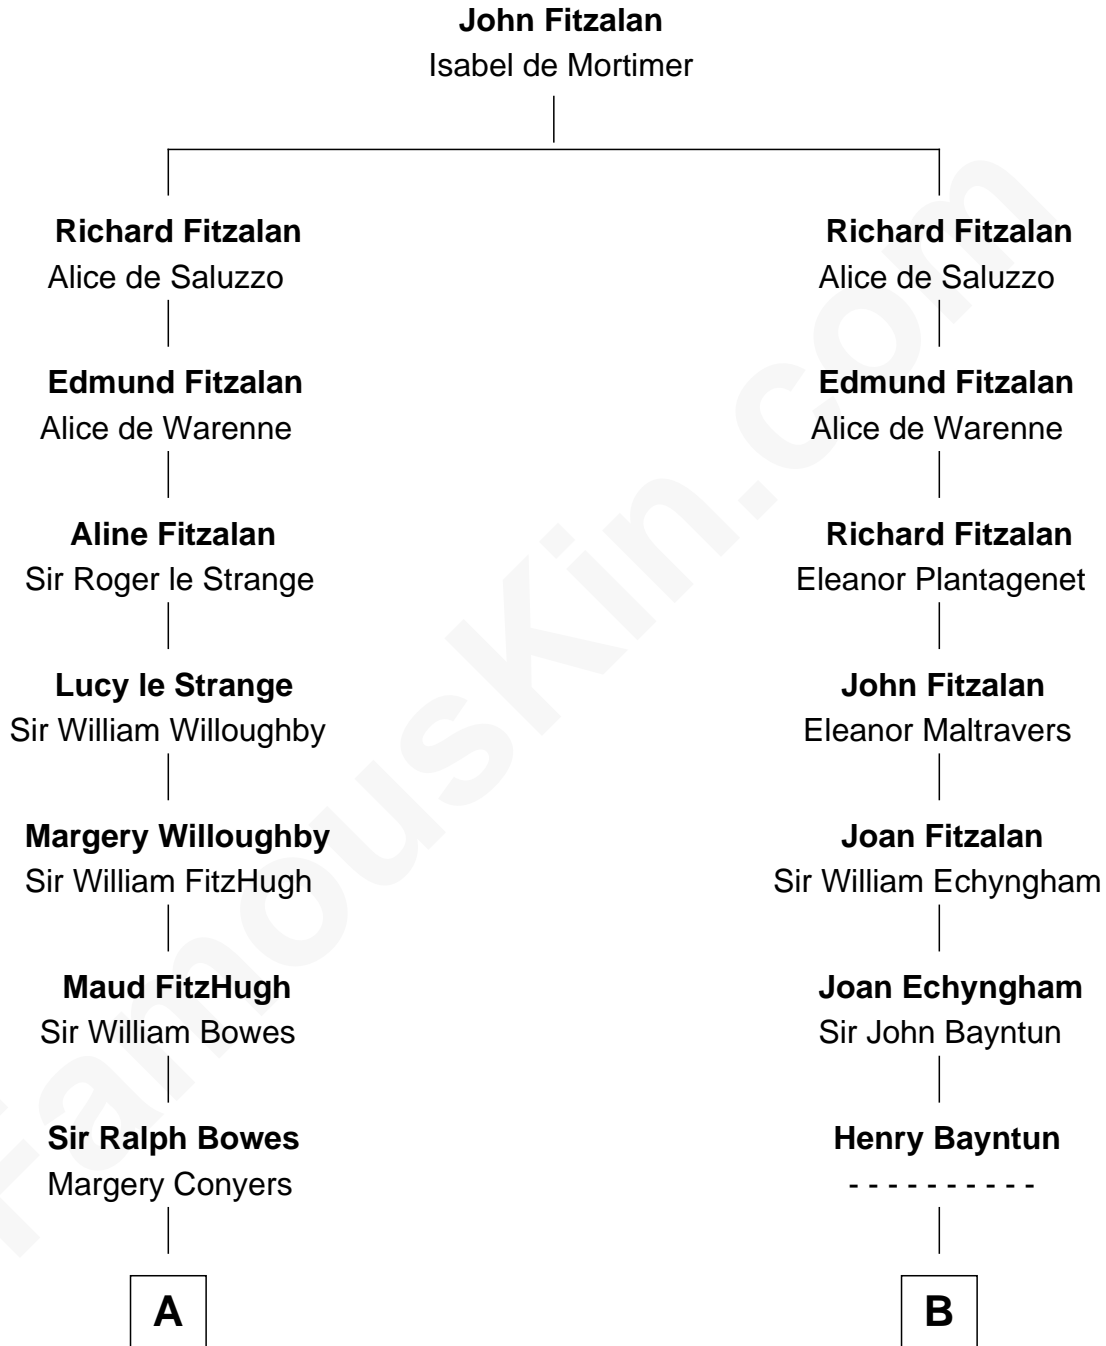 John Fitzalan
Isabel de Mortimer
Richard Fitzalan
Alice de Saluzzo
Edmund Fitzalan
Alice de Warenne
Aline Fitzalan
Sir Roger le Strange
Lucy le Strange
Sir William Willoughby
Margery Willoughby
Sir William FitzHugh
Maud FitzHugh
Sir William Bowes
Sir Ralph Bowes
Margery Conyers
A
Richard Fitzalan
Alice de Saluzzo
Edmund Fitzalan
Alice de Warenne
Richard Fitzalan
Eleanor Plantagenet
John Fitzalan
Eleanor Maltravers
Joan Fitzalan
Sir William Echyngham
Joan Echyngham
Sir John Bayntun
Henry Bayntun
- - - - - - - - - -
B
FamousKin.com